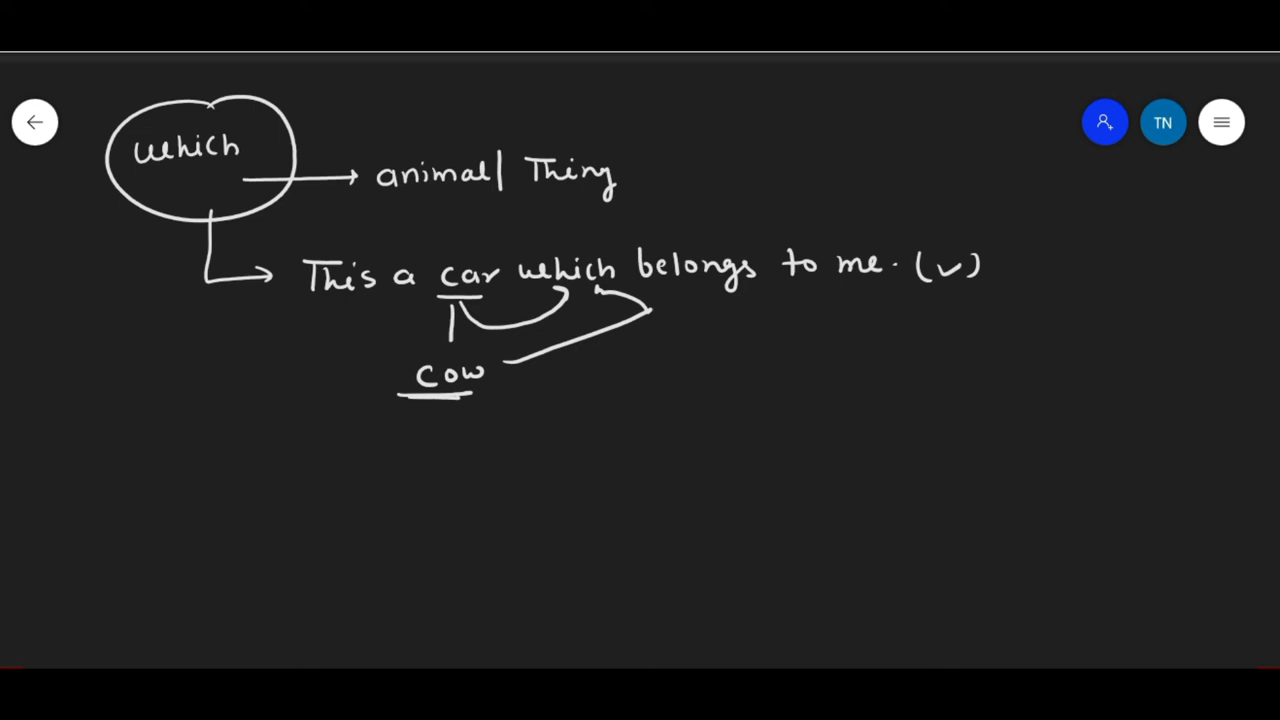 TN
which
animal/ Thing
This a car which belongs to me. (✓)
cow